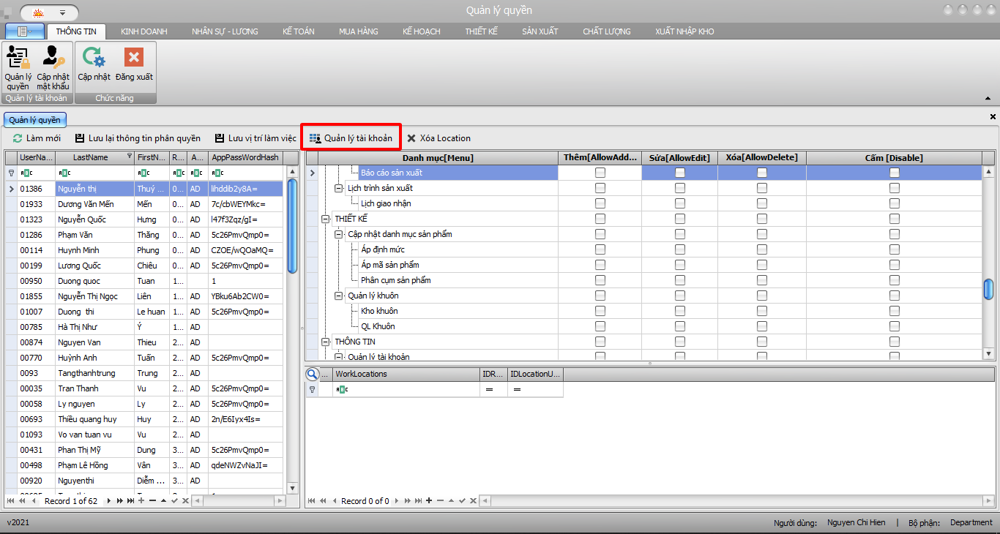 Quản lý quyền
THÔNG TIN KINH DOANH NHÂN SỰ - LƯƠNG KẾ TOÁN MUA HÀNG KẾ HOẠCH THIẾT KẾ SẢN XUẤT CHẤT LƯỢNG XUẤT NHẬP KHO
Quản lý quyền
Cập nhật mật khẩu
Cập nhật
Đăng xuất
Quản lý tài khoản
Chức năng
Quản lý quyền
Làm mới Lưu lại thông tin phân quyền Lưu vị trí làm việc Quản lý tài khoản Xóa Location
UserNa... LastName FirstN... R... A... AppPassWordHash
01386 Nguyễn thị Thuý ... 0... AD lihddib2y8A=
01933 Dương Văn Mến Mến 0... AD 7c/cbWEYMkc=
01323 Nguyễn Quốc Hưng 0... AD l47f3Zqz/gI=
01286 Phạm Văn Thăng 0... AD 5c26PmvQmp0=
00114 Huynh Minh Phung 0... AD CZOE/wQOaMQ=
00199 Lương Quốc Chiêu 0... AD 5c26PmvQmp0=
00950 Duong quoc Tuan 1... 1
01855 Nguyễn Thị Ngọc Liên 1... AD YBku6Ab2CW0=
01007 Duong thi Le huan 1... AD 5c26PmvQmp0=
00785 Hà Thị Như Ý 1... AD
00874 Nguyen Van Thieu 2... AD
00770 Huỳnh Anh Tuấn 2... AD 5c26PmvQmp0=
0093 Tangthanhtrung Trung 2... AD
00035 Tran Thanh Vu 2... AD 5c26PmvQmp0=
00058 Ly nguyen Ly 2... AD 5c26PmvQmp0=
00693 Thiều quang huy Huy 2... AD 2n/E6Iyx4Is=
01093 Vo van tuan vu Vu 2... AD
00431 Phan Thị Mỹ Dung 3... AD 5c26PmvQmp0=
00498 Phạm Lê Hồng Vân 3... AD qdeNWZvNaJI=
00920 Nguyenthi Diễm ... 3... AD
Record 1 of 62
Danh mục[Menu] Thêm[AllowAdd... Sửa[AllowEdit] Xóa[AllowDelete] Cấm [Disable]
Báo cáo sản xuất
Lịch trình sản xuất
Lịch giao nhận
THIẾT KẾ
Cập nhật danh mục sản phẩm
Áp định mức
Áp mã sản phẩm
Phân cụm sản phẩm
Quản lý khuôn
Kho khuôn
QL Khuôn
THÔNG TIN
Quản lý tài khoản
... WorkLocations IDR... IDLocationU...
Record 0 of 0
v2021 Người dùng: Nguyen Chi Hien | Bộ phận: Department